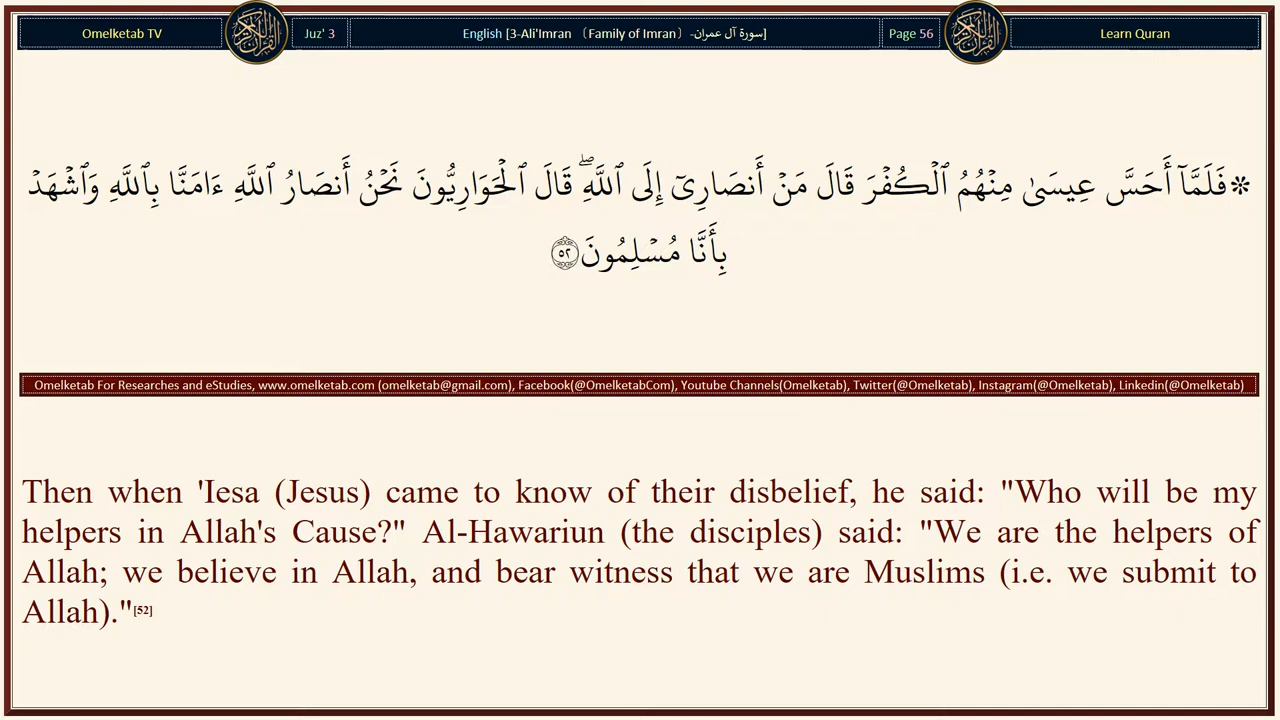 Omelketab TV
Juz' 3
English [3-Ali'Imran （Family of Imran） -سورة آل عمران]
Page 56
Learn Quran
۞ فَلَمَّآ أَحَسَّ عِيسَىٰ مِنۡهُمُ ٱلۡكُفۡرَ قَالَ مَنۡ أَنصَارِيٓ إِلَى ٱللَّهِۖ قَالَ ٱلۡحَوَارِيُّونَ نَحۡنُ أَنصَارُ ٱللَّهِ ءَامَنَّا بِٱللَّهِ وَٱشۡهَدۡ
بِأَنَّا مُسۡلِمُونَ ٥٢
Omelketab For Researches and eStudies, www.omelketab.com (omelketab@gmail.com), Facebook(@OmelketabCom), Youtube Channels(Omelketab), Twitter(@Omelketab), Instagram(@Omelketab), Linkedin(@Omelketab)
Then when 'Iesa (Jesus) came to know of their disbelief, he said: "Who will be my
helpers in Allah's Cause?" Al-Hawariun (the disciples) said: "We are the helpers of
Allah; we believe in Allah, and bear witness that we are Muslims (i.e. we submit to
Allah)."[52]